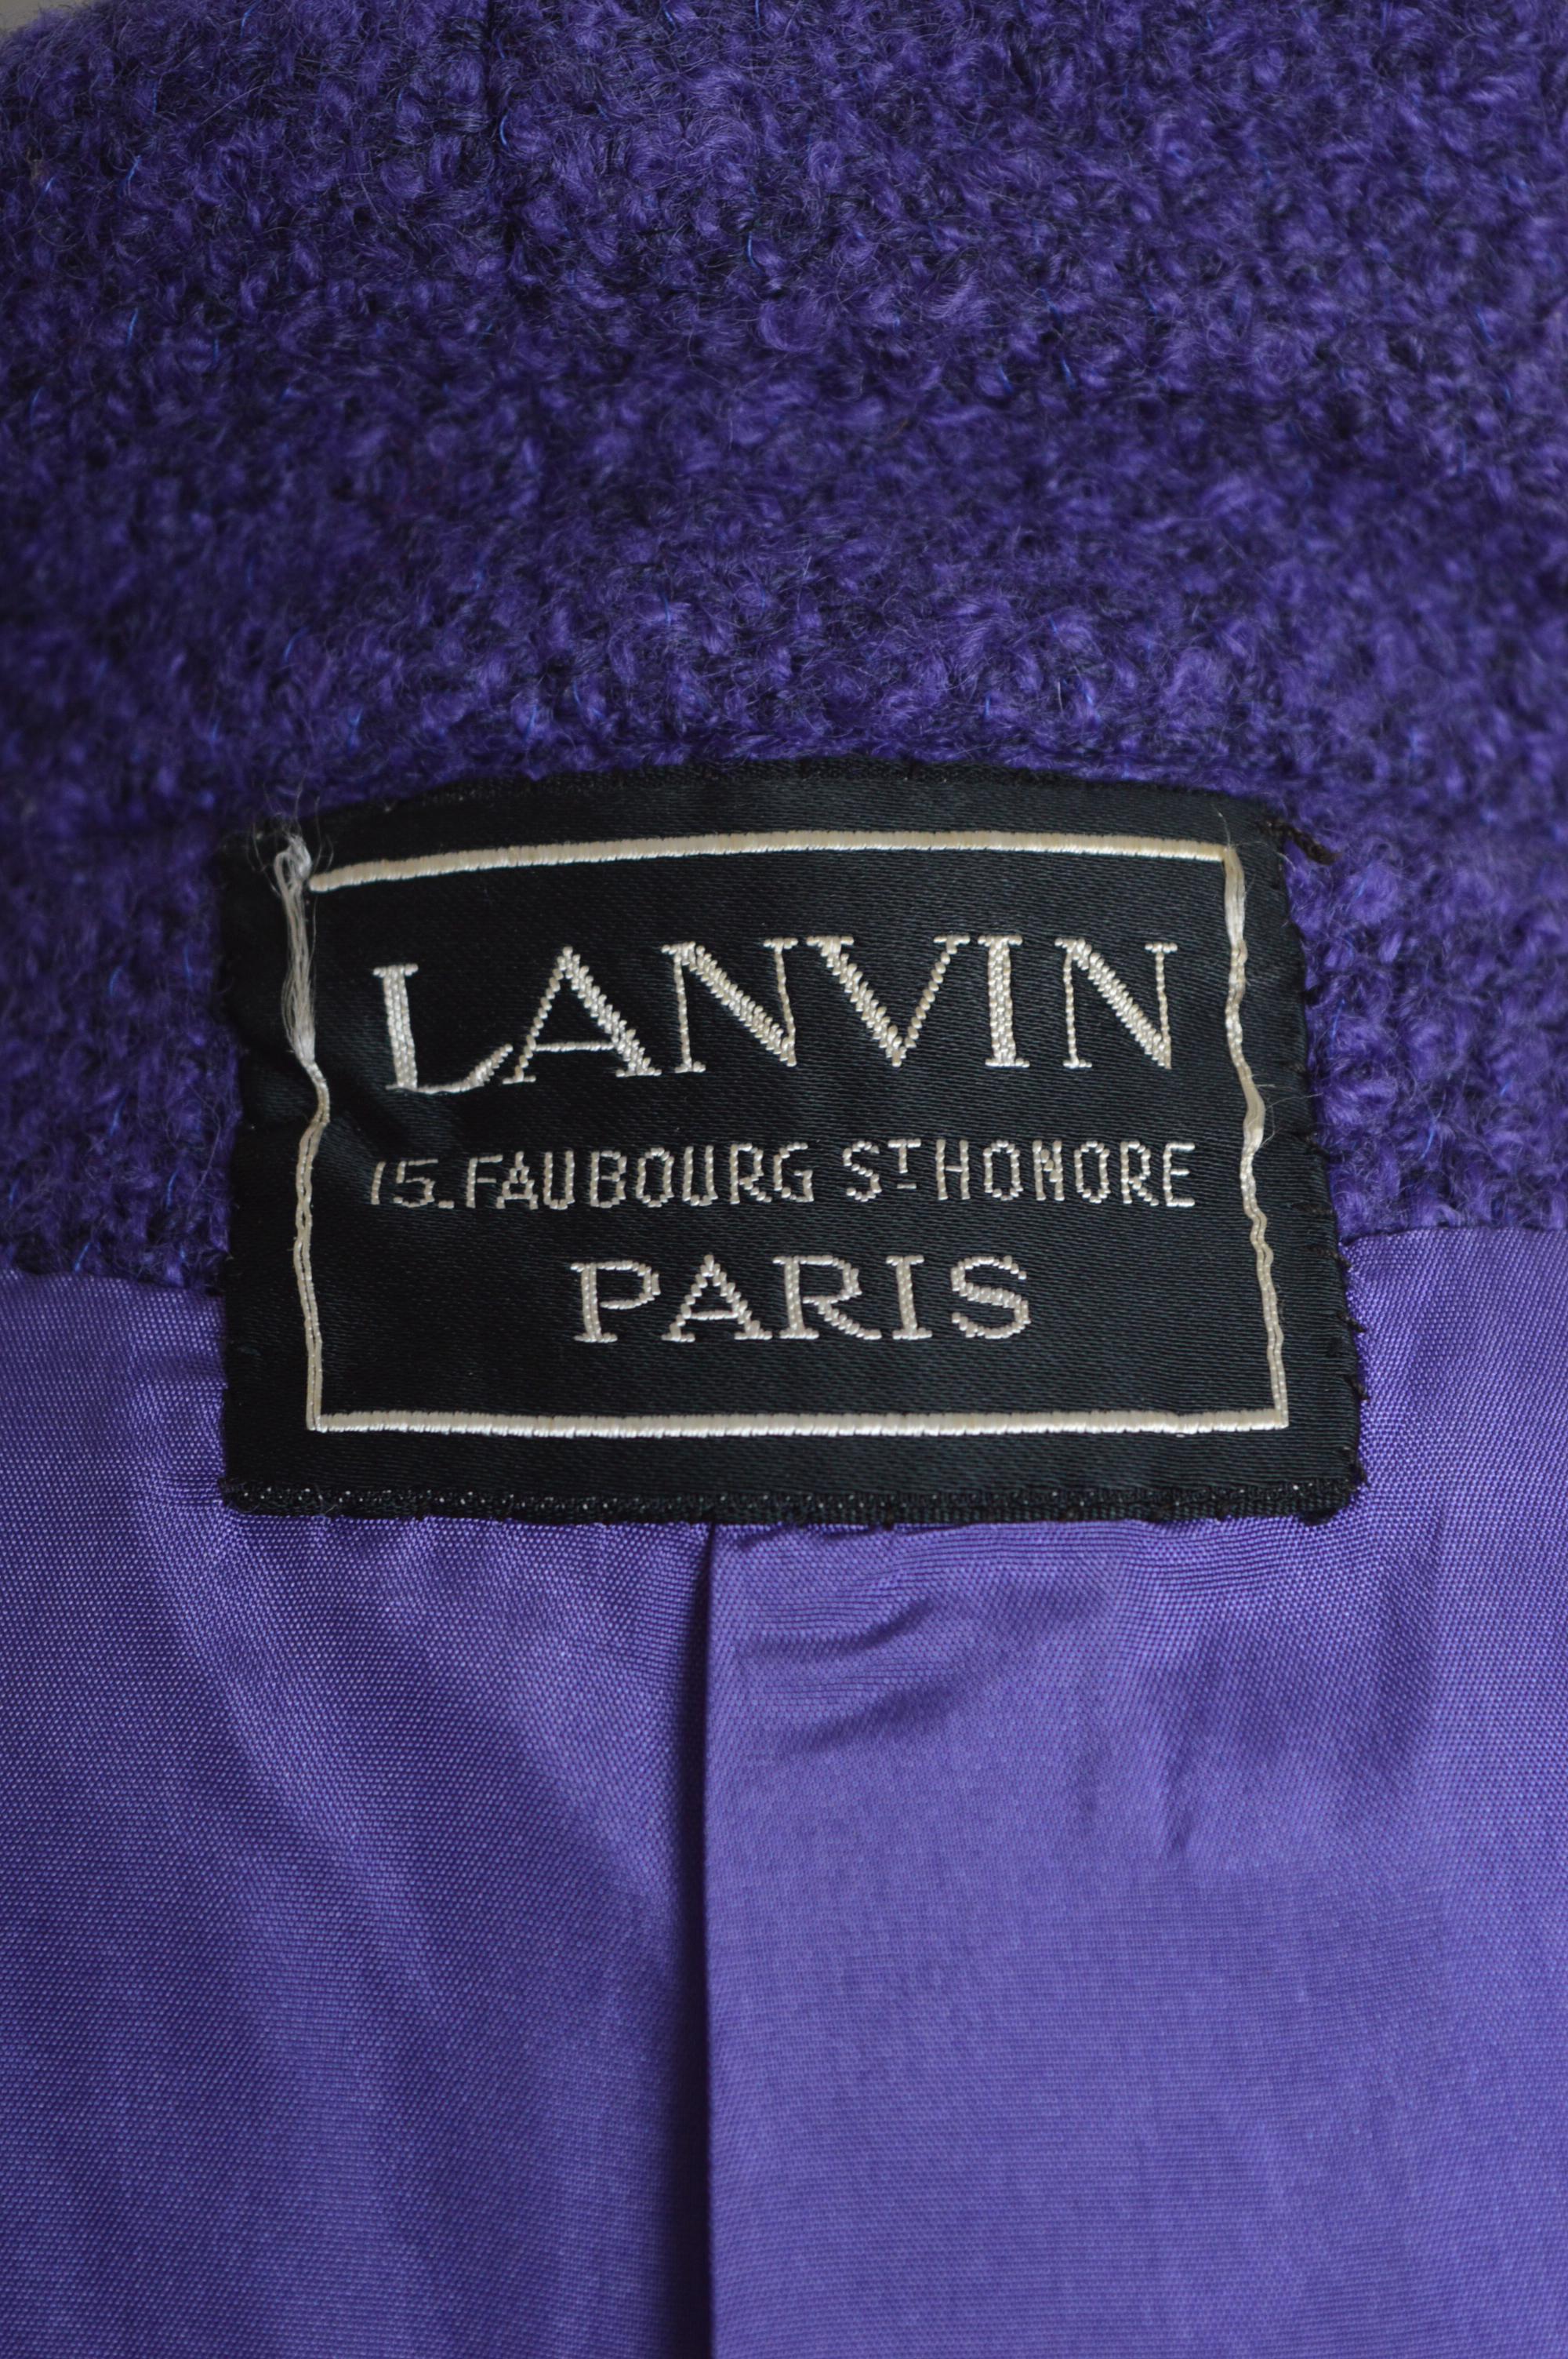 LANVIN
15. FAUBOURG ST HONORE
PARIS